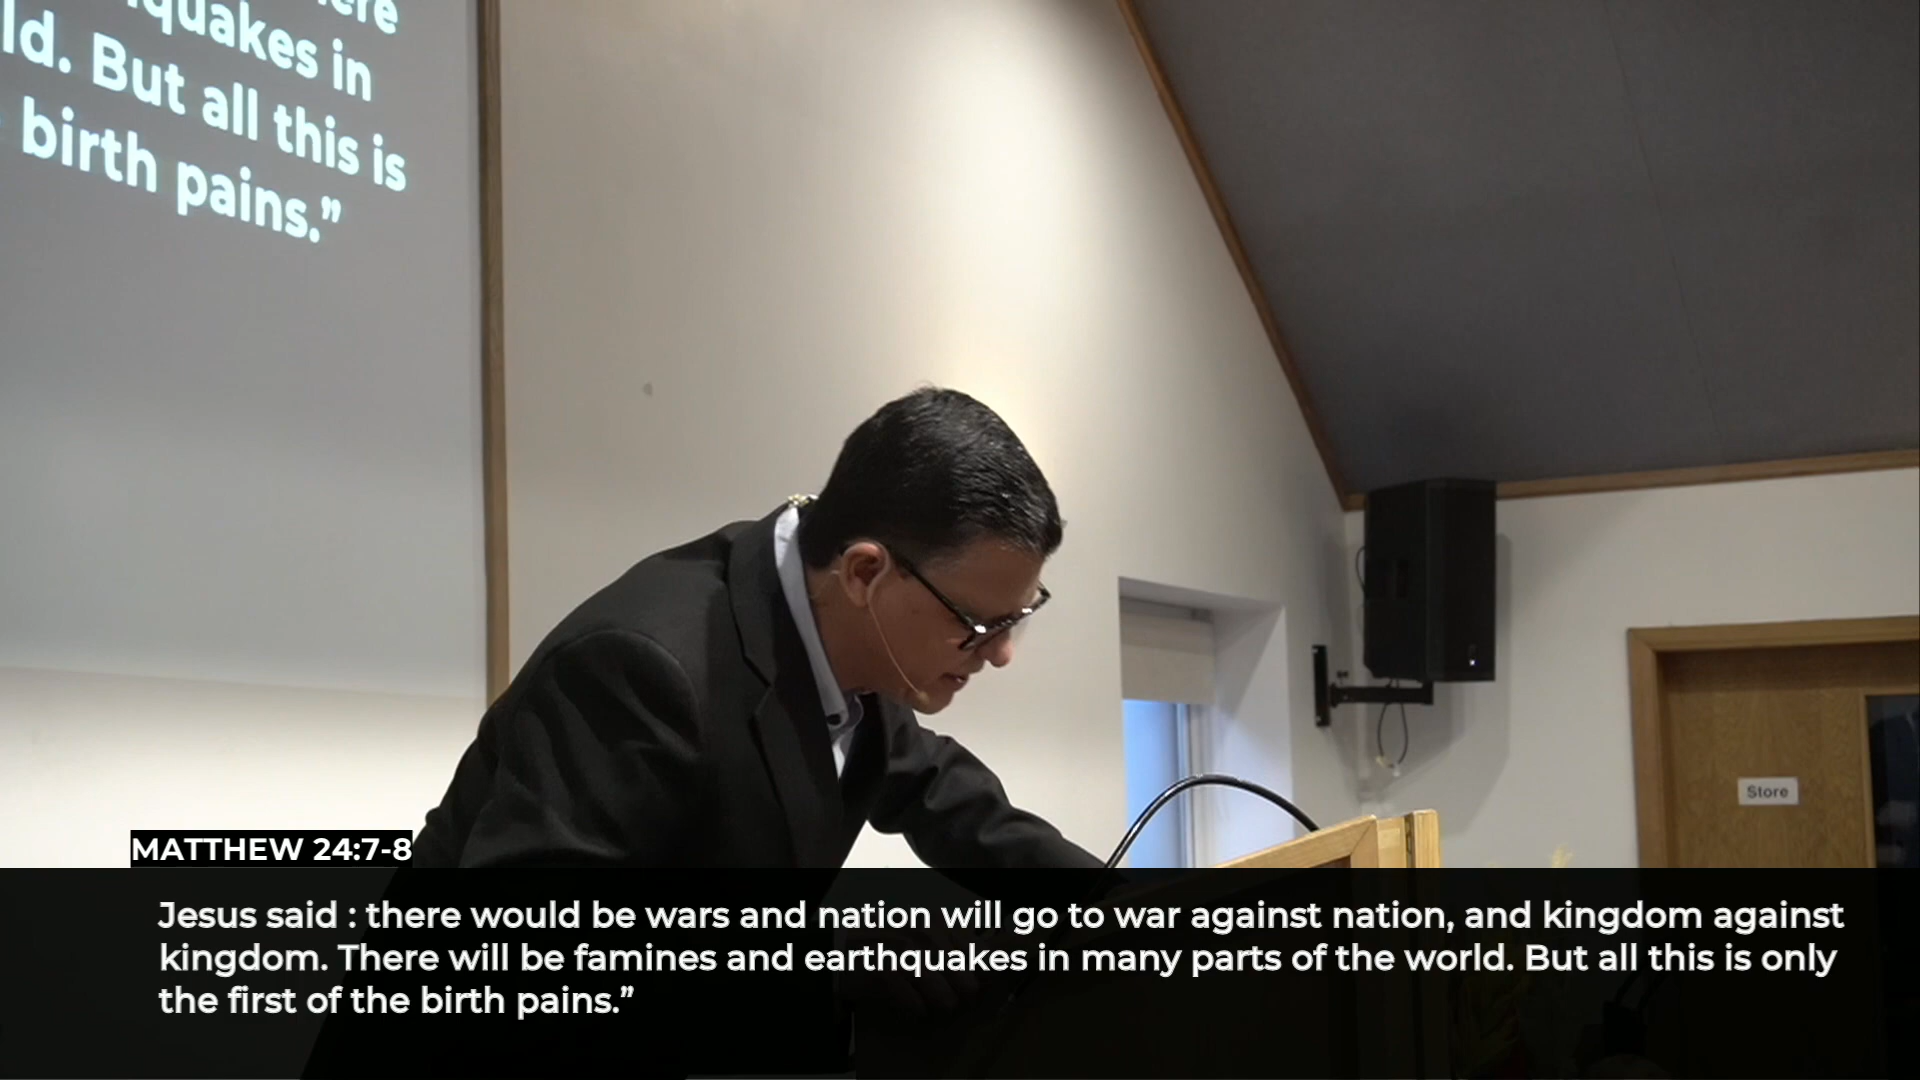 ere
quakes in
ld. But all this is
birth pains.”
Store
MATTHEW 24:7-8
Jesus said : there would be wars and nation will go to war against nation, and kingdom against
kingdom. There will be famines and earthquakes in many parts of the world. But all this is only
the first of the birth pains.”